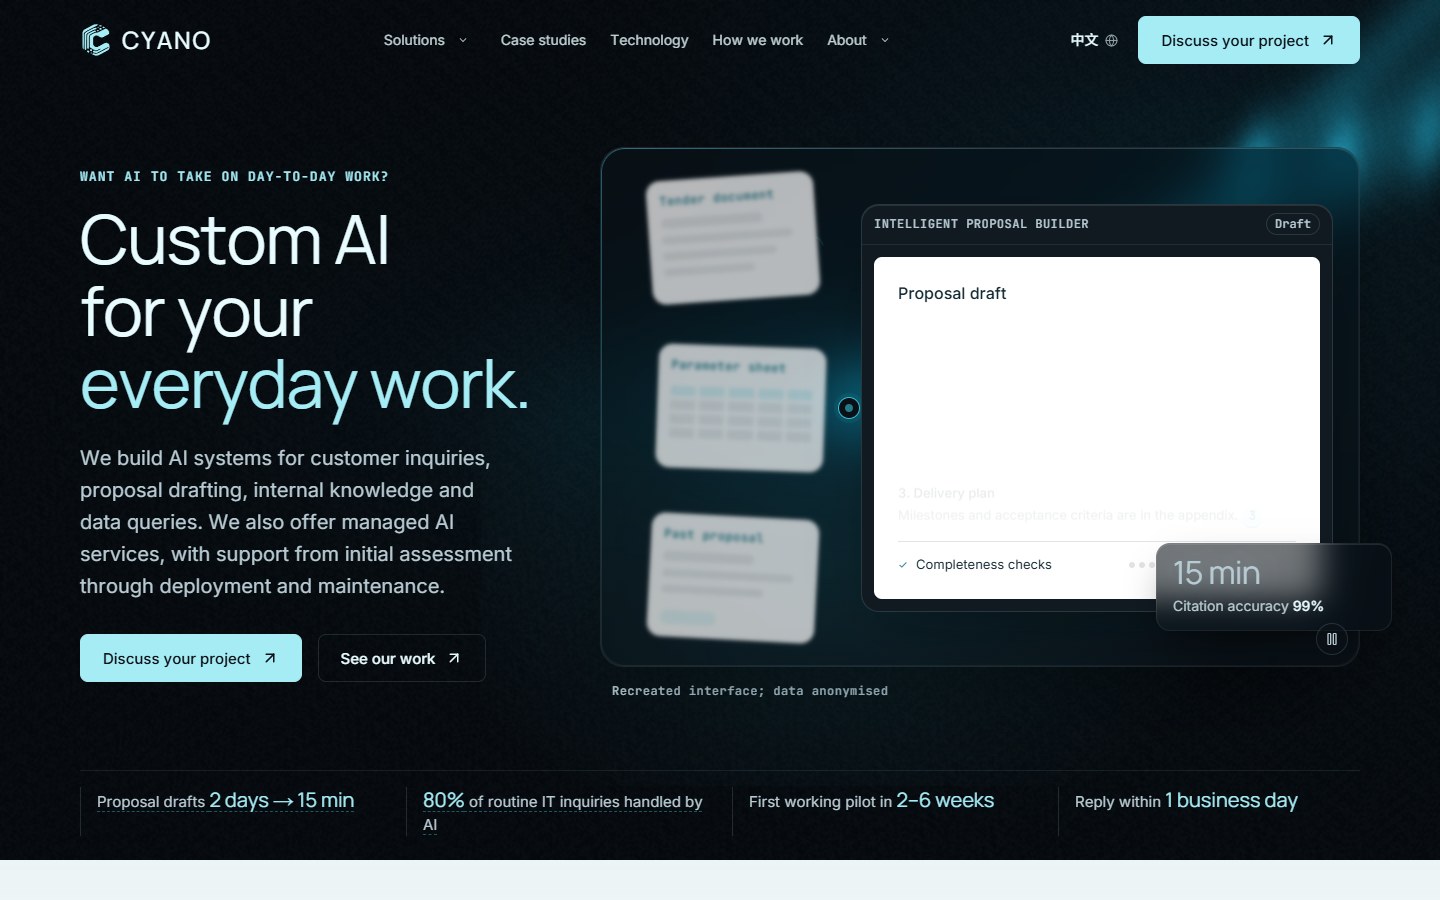 CYANO
Solutions
Case studies
Technology
How we work
About
中文
Discuss your project
WANT AI TO TAKE ON DAY-TO-DAY WORK?
Custom AI
for your
everyday work.
We build AI systems for customer inquiries,
proposal drafting, internal knowledge and
data queries. We also offer managed AI
services, with support from initial assessment
through deployment and maintenance.
Discuss your project
See our work
Tender document
Parameter sheet
Past proposal
INTELLIGENT PROPOSAL BUILDER
Draft
Proposal draft
3. Delivery plan
Milestones and acceptance criteria are in the appendix. 3
Completeness checks
15 min
Citation accuracy 99%
Recreated interface; data anonymised
Proposal drafts 2 days → 15 min
80% of routine IT inquiries handled by
AI
First working pilot in 2–6 weeks
Reply within 1 business day